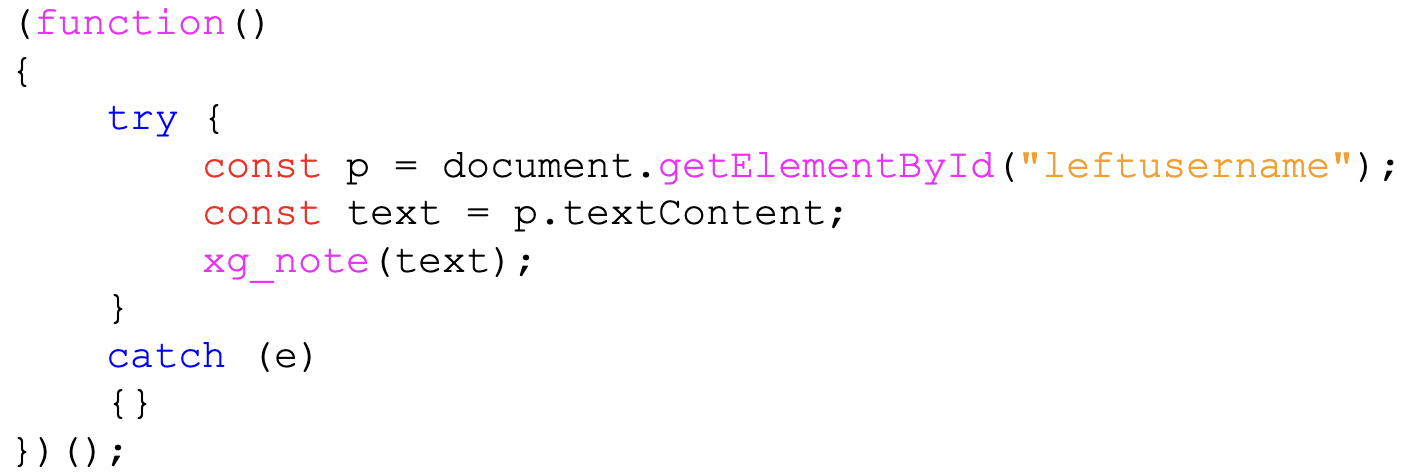 (function()
{
    try {
        const p = document.getElementById("leftusername");
        const text = p.textContent;
        xg_note(text);
    }
    catch (e)
    {}
})();